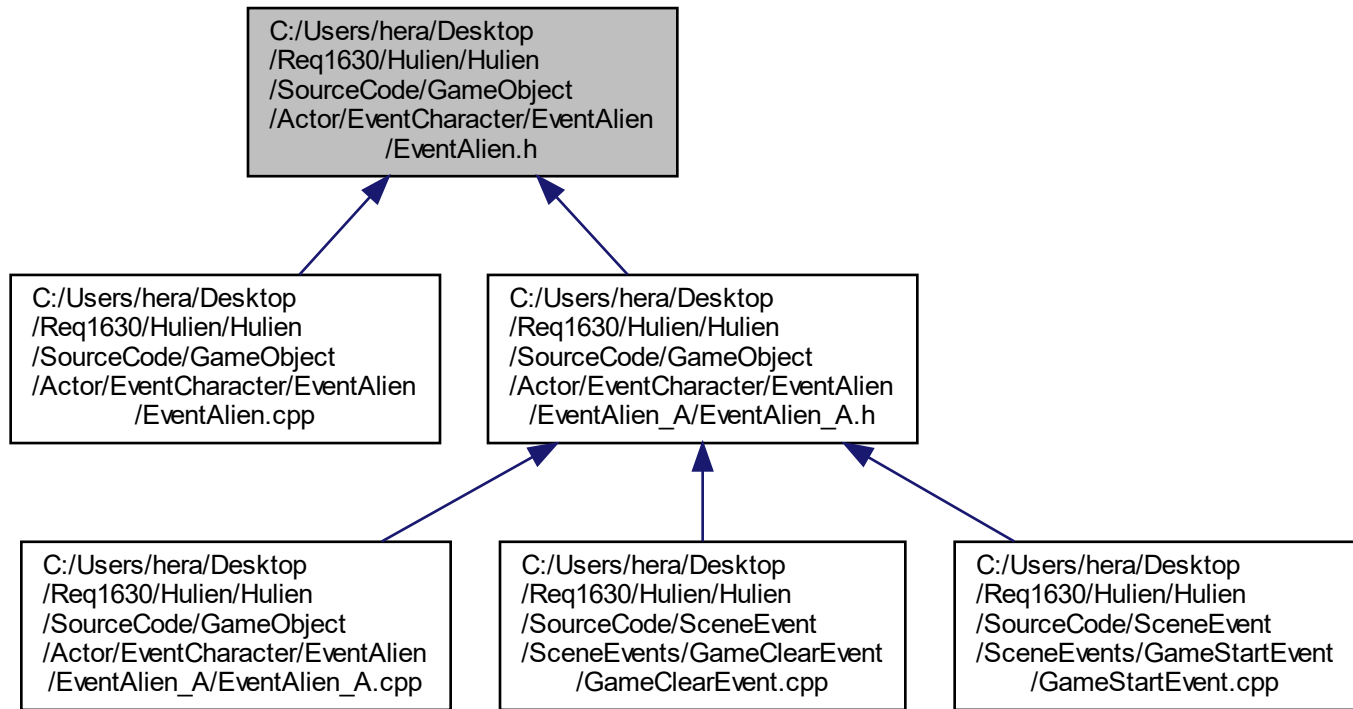 C:/Users/hera/Desktop
/Req1630/Hulien/Hulien
/SourceCode/GameObject
/Actor/EventCharacter/EventAlien
/EventAlien.h
C:/Users/hera/Desktop
/Req1630/Hulien/Hulien
/SourceCode/GameObject
/Actor/EventCharacter/EventAlien
/EventAlien.cpp
C:/Users/hera/Desktop
/Req1630/Hulien/Hulien
/SourceCode/GameObject
/Actor/EventCharacter/EventAlien
/EventAlien_A/EventAlien_A.h
C:/Users/hera/Desktop
/Req1630/Hulien/Hulien
/SourceCode/GameObject
/Actor/EventCharacter/EventAlien
/EventAlien_A/EventAlien_A.cpp
C:/Users/hera/Desktop
/Req1630/Hulien/Hulien
/SourceCode/SceneEvent
/SceneEvents/GameClearEvent
/GameClearEvent.cpp
C:/Users/hera/Desktop
/Req1630/Hulien/Hulien
/SourceCode/SceneEvent
/SceneEvents/GameStartEvent
/GameStartEvent.cpp